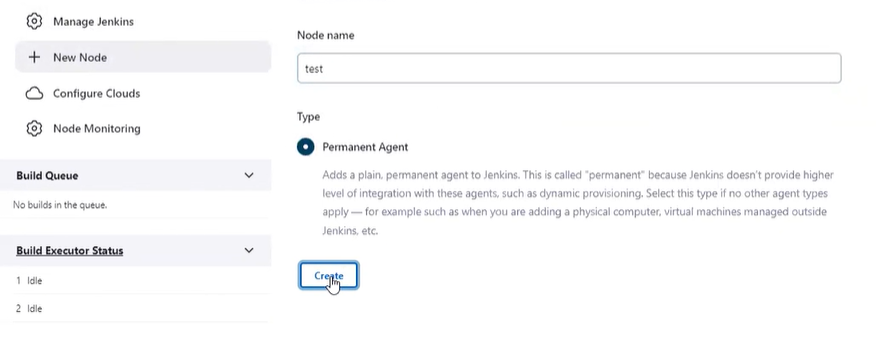 Manage Jenkins
New Node
Configure Clouds
Node Monitoring
Build Queue
No builds in the queue.
Build Executor Status
1 Idle
2 Idle
Node name
test
Type
Permanent Agent
Adds a plain, permanent agent to Jenkins. This is called "permanent" because Jenkins doesn't provide higher
level of integration with these agents, such as dynamic provisioning. Select this type if no other agent types
apply — for example such as when you are adding a physical computer, virtual machines managed outside
Jenkins, etc.
Create